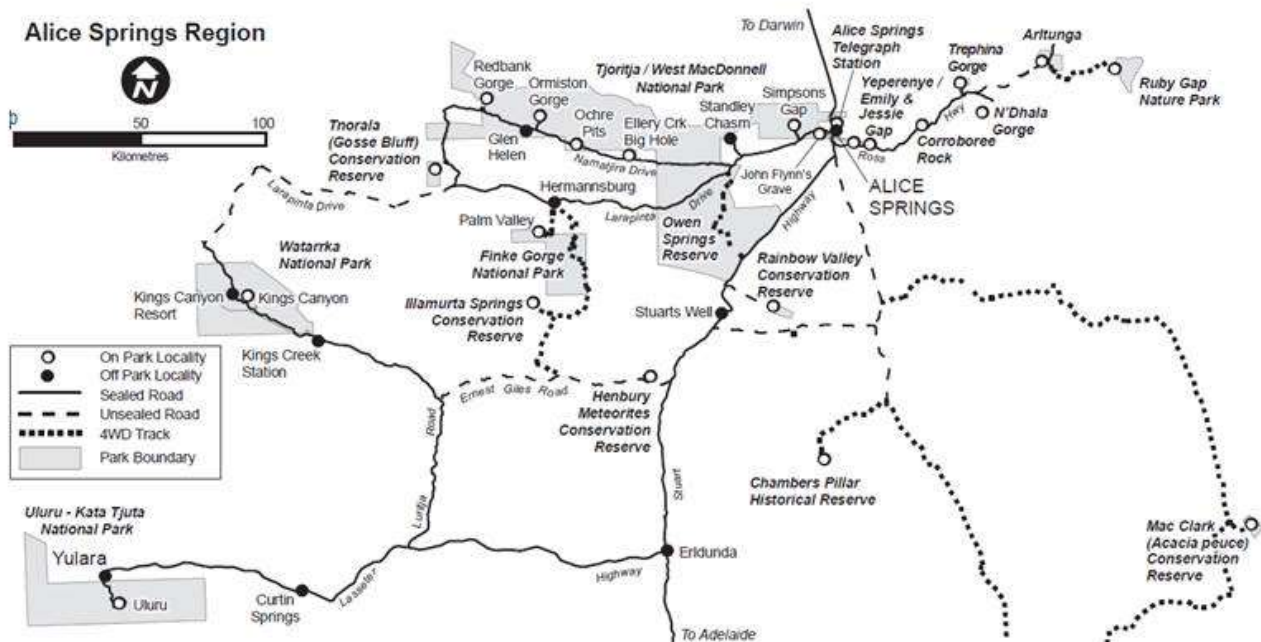 Alice Springs Region
N
0
50
100
Kilometres
To Darwin
Alice Springs
Telegraph
Station
Trephina
Gorge
Arltunga
Ruby Gap
Nature Park
N'Dhala
Gorge
Yeperenye /
Emily &
Jessie
Gap
Corroboree
Rock
Ross
Hwy
Redbank
Gorge
Ormiston
Gorge
Tjoritja / West MacDonnell
National Park
Simpsons
Gap
Standley
Chasm
Ochre
Pits
Ellery Crk
Big Hole
Glen
Helen
Namatjira Drive
Tnorala
(Gosse Bluff)
Conservation
Reserve
John Flynn's
Grave
ALICE
SPRINGS
Hermannsburg
Larapinta Drive
Larapinta
Drive
Highway
Palm Valley
Finke Gorge
National Park
Owen
Springs
Reserve
Rainbow Valley
Conservation
Reserve
Watarrka
National Park
Kings Canyon
Resort
Kings Canyon
Illamurta Springs
Conservation
Reserve
Stuarts Well
Kings Creek
Station
Ernest Giles Road
Henbury
Meteorites
Conservation
Reserve
On Park Locality
Off Park Locality
Sealed Road
Unsealed Road
4WD Track
Park Boundary
Luritja
Road
Stuart
Chambers Pillar
Historical Reserve
Mac Clark
(Acacia peuce)
Conservation
Reserve
Uluru - Kata Tjuta
National Park
Yulara
Uluru
Curtin
Springs
Lasseter
Highway
Erldunda
To Adelaide